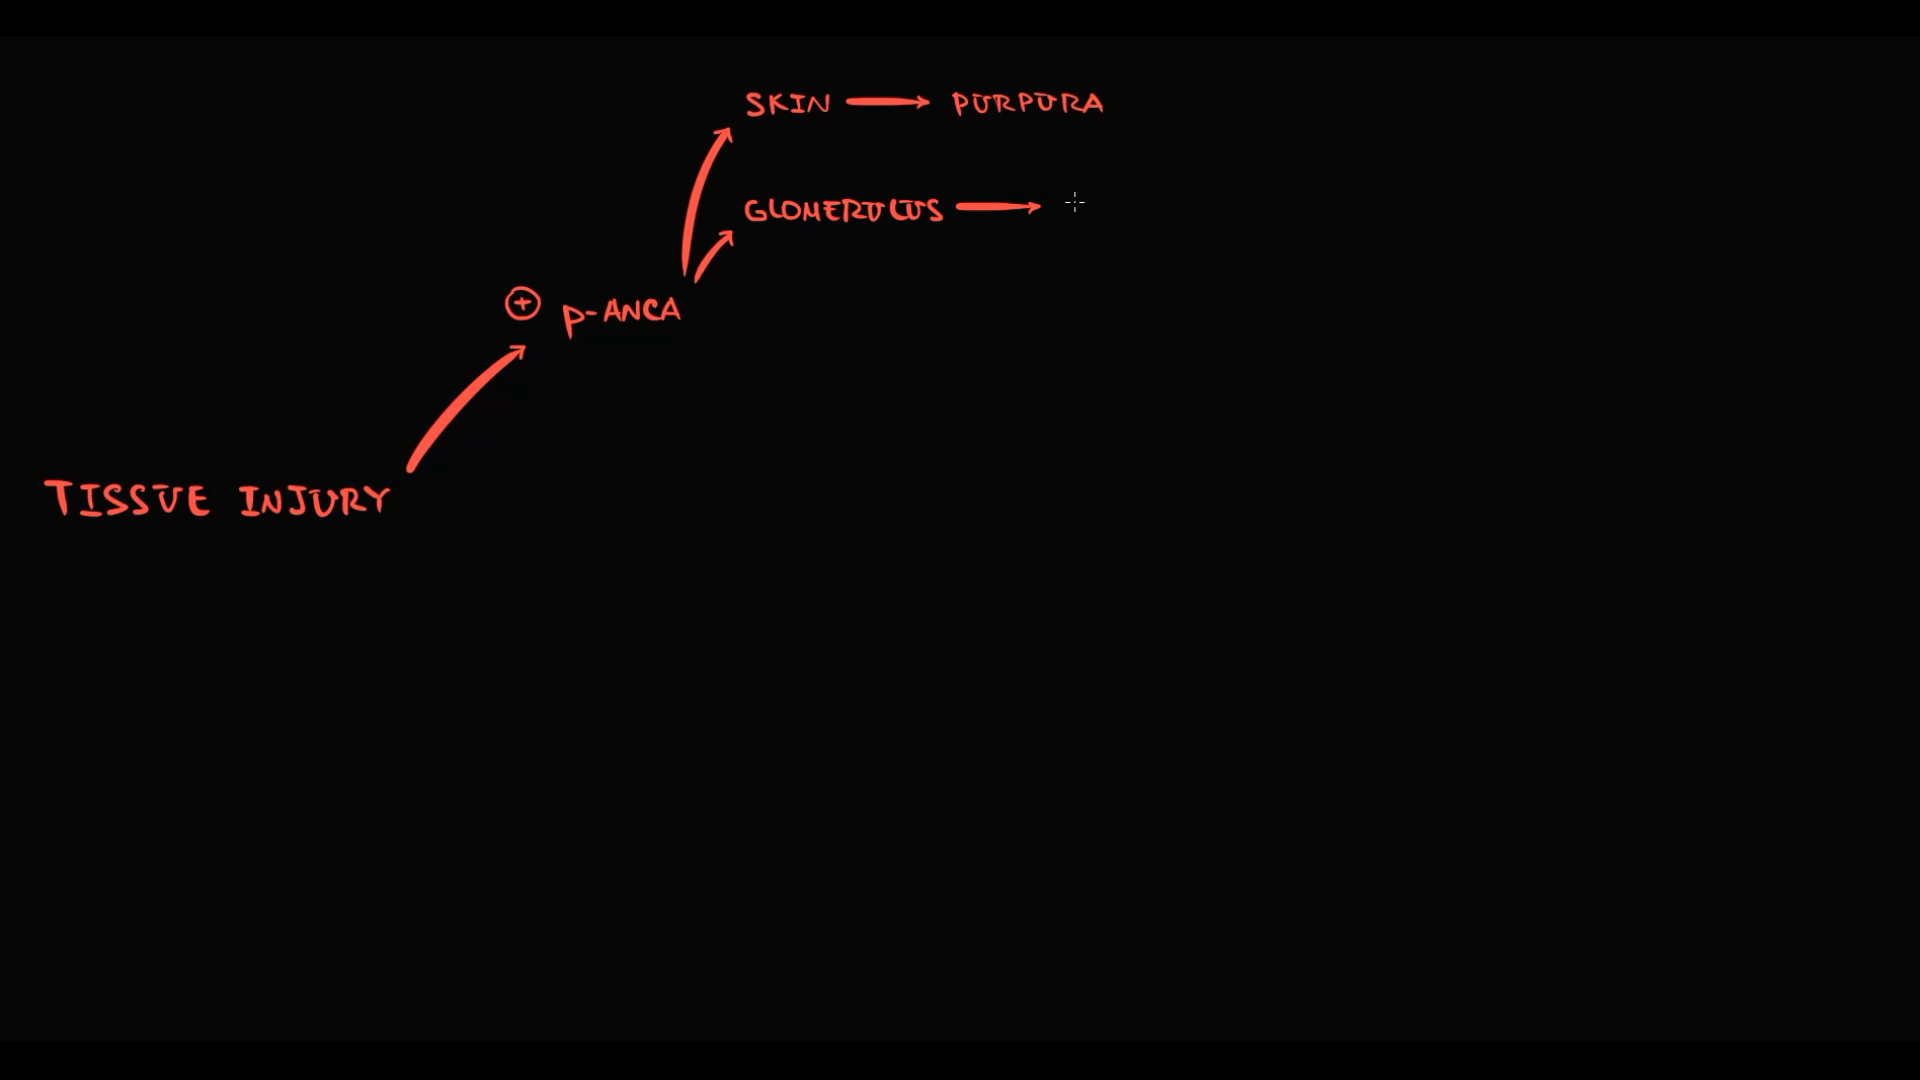 SKIN → PURPURA
GLOMERULUS →
⊕ p-ANCA
TISSUE INJURY